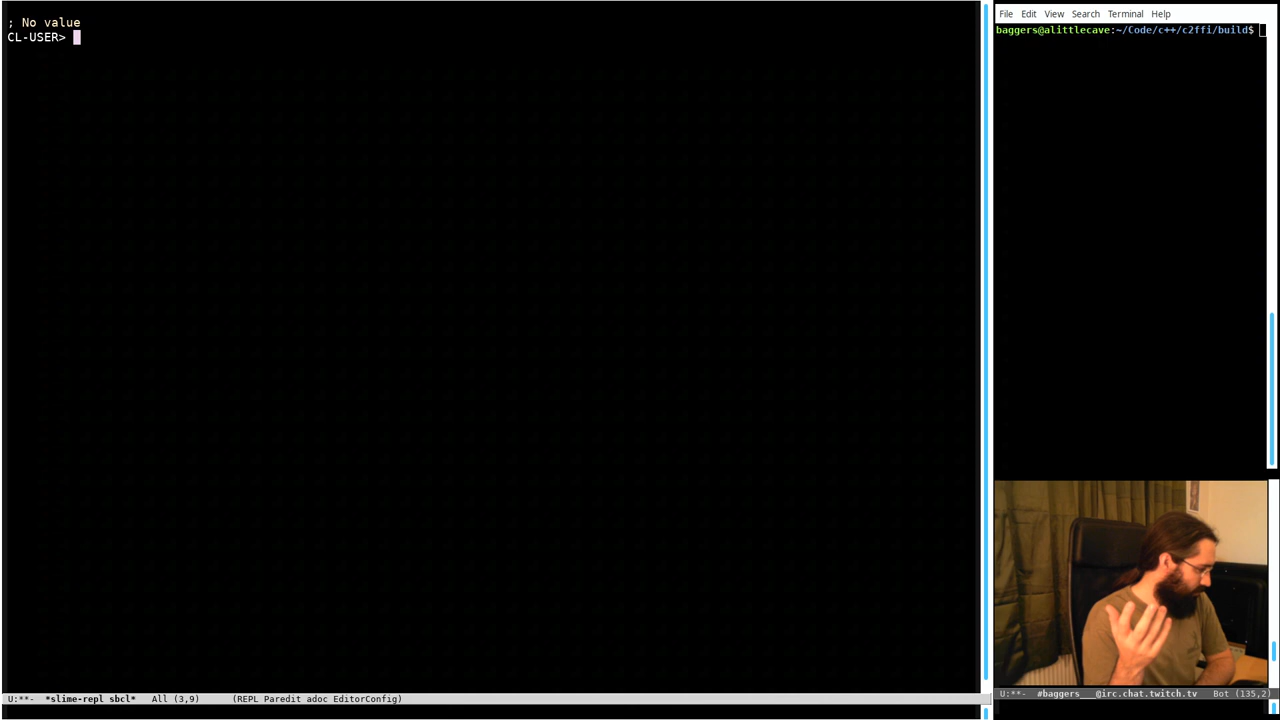 ; No value
CL-USER>
U:**-  *slime-repl sbcl*   All (3,9)      (REPL Paredit adoc EditorConfig)
File Edit View Search Terminal Help
baggers@alittlecave:~/Code/c++/c2ffi/build$
U:**-  #baggers___@irc.chat.twitch.tv   Bot (135,2)